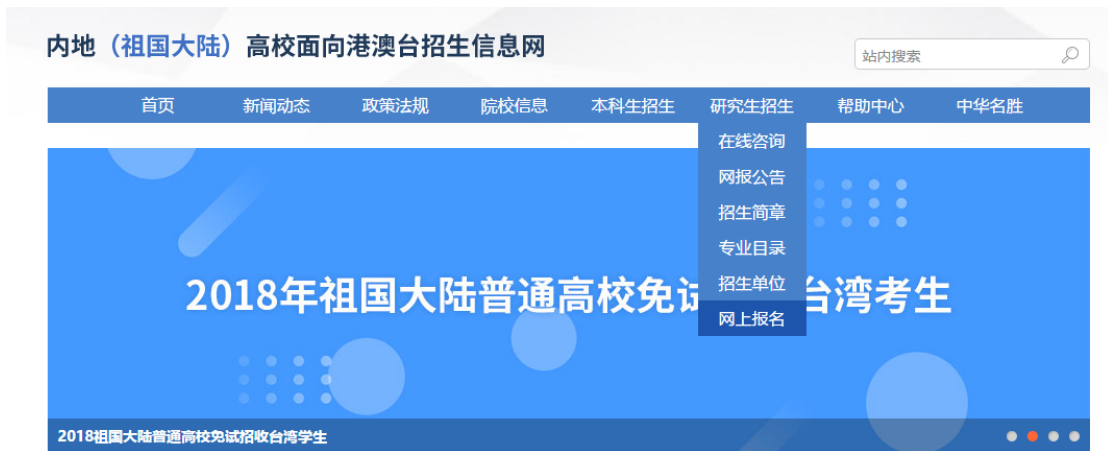 内地（祖国大陆）高校面向港澳台招生信息网
站内搜索
首页 新闻动态 政策法规 院校信息 本科生招生 研究生招生 帮助中心 中华名胜
在线咨询
网报公告
招生简章
专业目录
招生单位
网上报名
2018年祖国大陆普通高校免 台湾考生
2018祖国大陆普通高校免试招收台湾学生